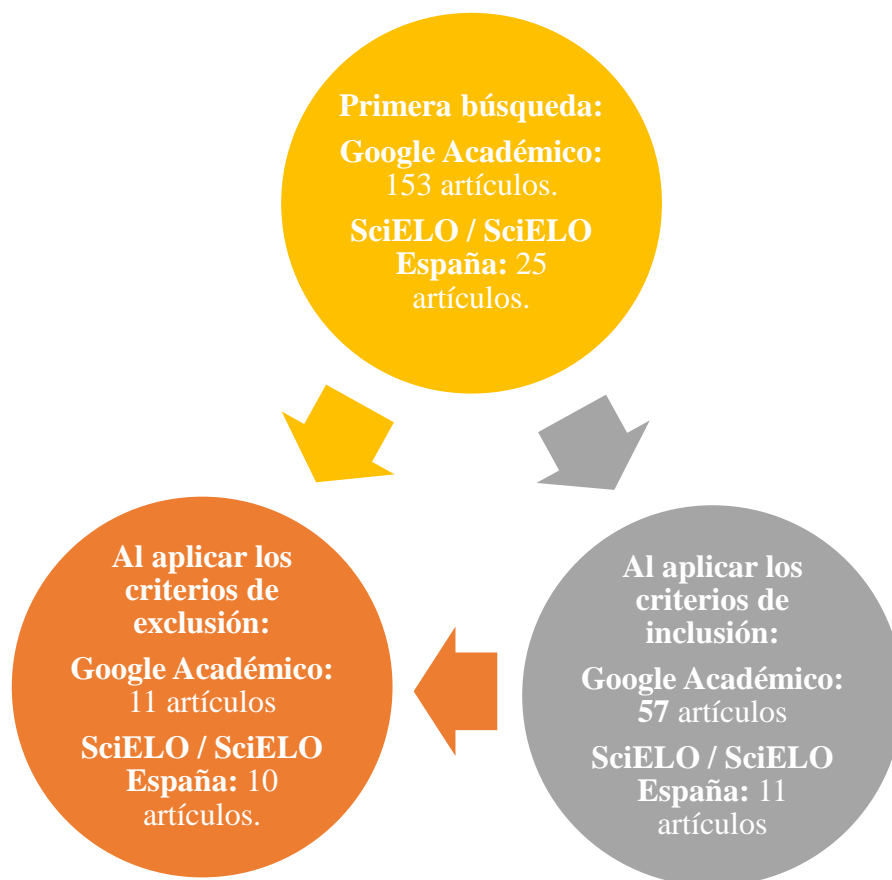 Primera búsqueda:
Google Académico:
153 artículos.
SciELO / SciELO
España: 25
artículos.
Al aplicar los
criterios de
inclusión:
Google Académico:
57 artículos
SciELO / SciELO
España: 11
artículos
Al aplicar los
criterios de
exclusión:
Google Académico:
11 artículos
SciELO / SciELO
España: 10
artículos.